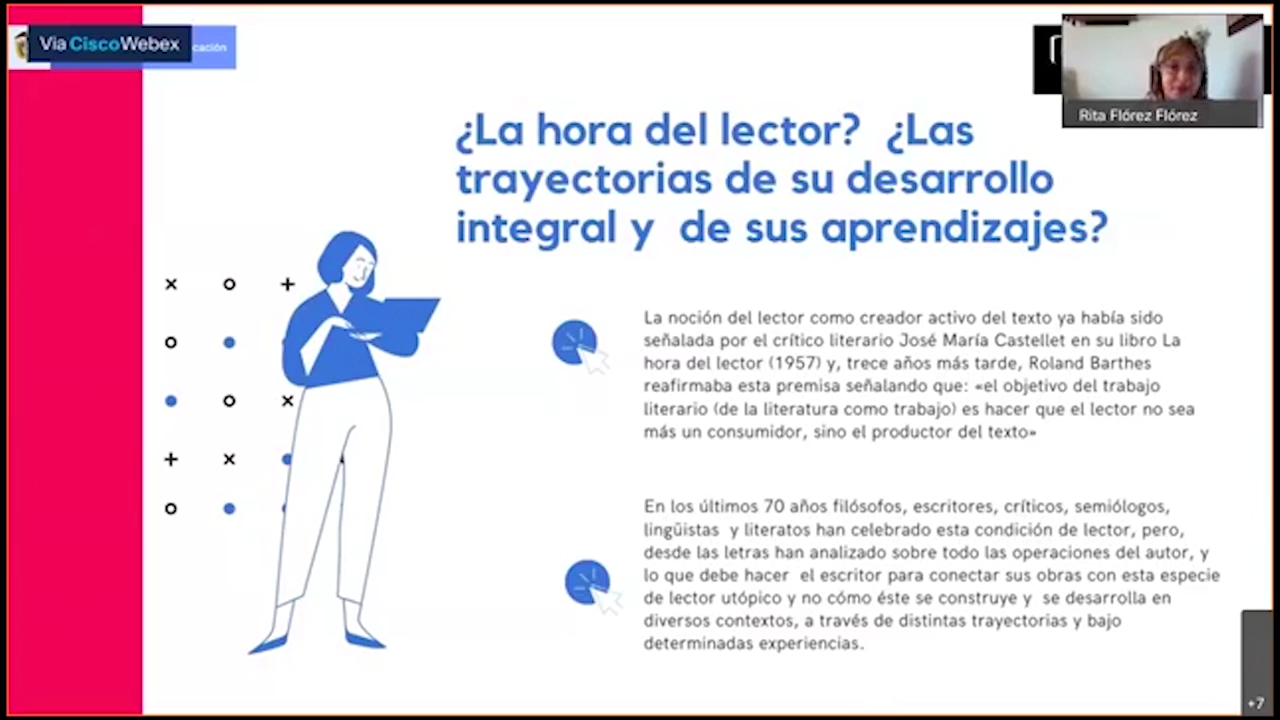 Via CiscoWebex
cación
Rita Flórez Flórez
¿La hora del lector?  ¿Las
trayectorias de su desarrollo
integral y  de sus aprendizajes?
La noción del lector como creador activo del texto ya había sido
señalada por el crítico literario José María Castellet en su libro La
hora del lector (1957) y, trece años más tarde, Roland Barthes
reafirmaba esta premisa señalando que: «el objetivo del trabajo
literario (de la literatura como trabajo) es hacer que el lector no sea
más un consumidor, sino el productor del texto»
En los últimos 70 años filósofos, escritores, críticos, semiólogos,
lingüistas  y literatos han celebrado esta condición de lector, pero,
desde las letras han analizado sobre todo las operaciones del autor, y
lo que debe hacer  el escritor para conectar sus obras con esta especie
de lector utópico y no cómo éste se construye y  se desarrolla en
diversos contextos, a través de distintas trayectorias y bajo
determinadas experiencias.
+7